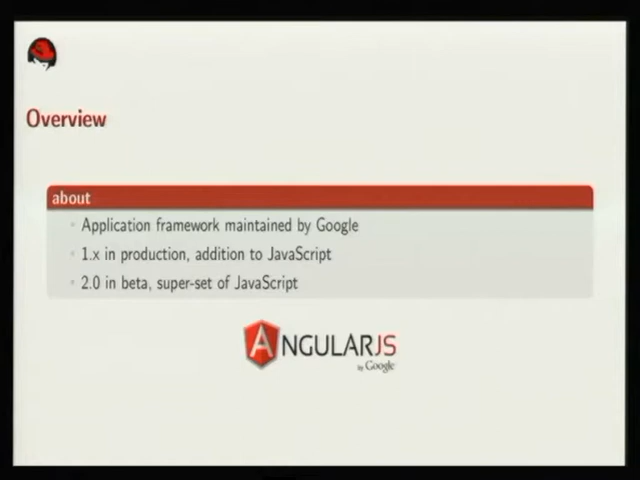 Overview
about
Application framework maintained by Google
1.x in production, addition to JavaScript
2.0 in beta, super-set of JavaScript
ANGULARJS
by Google